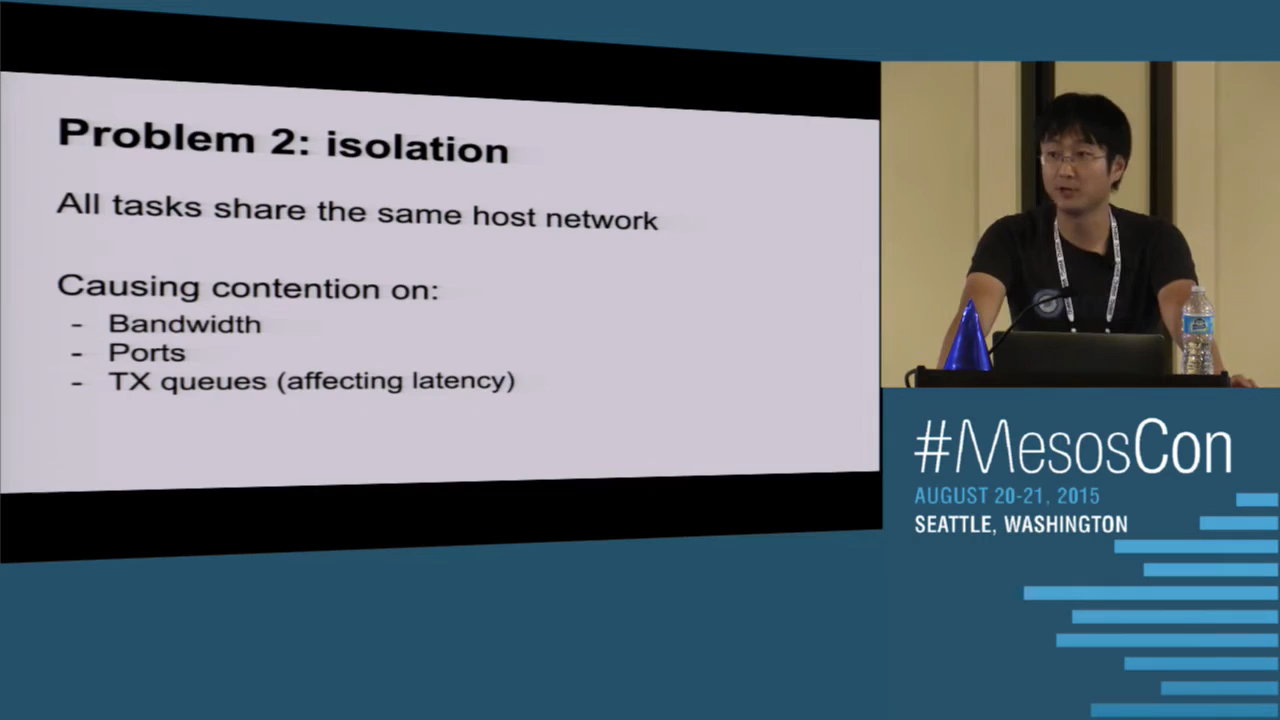 Problem 2: isolation
All tasks share the same host network
Causing contention on:
- Bandwidth
- Ports
- TX queues (affecting latency)
#MesosCon
AUGUST 20-21, 2015
SEATTLE, WASHINGTON